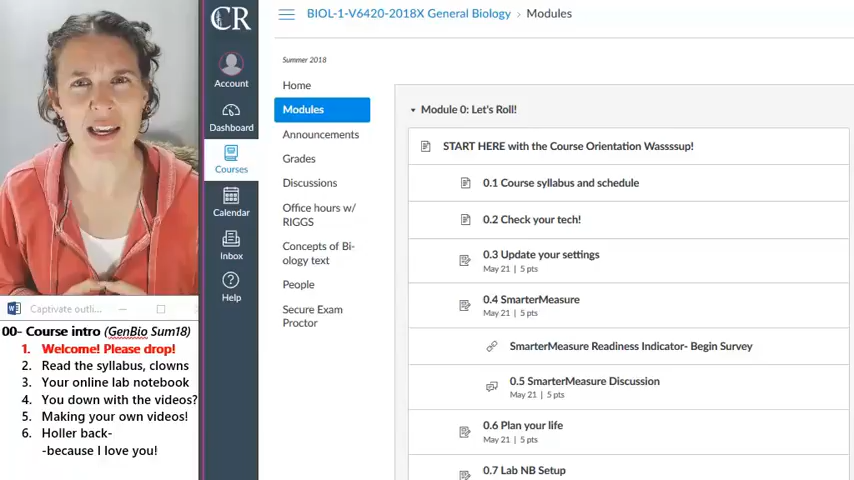 CR
Account
Dashboard
Courses
Calendar
Inbox
Help
BIOL-1-V6420-2018X General Biology > Modules
Summer 2018
Home
Modules
Announcements
Grades
Discussions
Office hours w/
RIGGS
Concepts of Bi-
ology text
People
Secure Exam
Proctor
Module 0: Let's Roll!
START HERE with the Course Orientation Wasssssup!
0.1 Course syllabus and schedule
0.2 Check your tech!
0.3 Update your settings
May 21 | 5 pts
0.4 SmarterMeasure
May 21 | 5 pts
SmarterMeasure Readiness Indicator- Begin Survey
0.5 SmarterMeasure Discussion
May 21 | 5 pts
0.6 Plan your life
May 21 | 5 pts
0.7 Lab NB Setup
Captivate outli...
00- Course intro (GenBio Sum18)
1. Welcome! Please drop!
2. Read the syllabus, clowns
3. Your online lab notebook
4. You down with the videos?
5. Making your own videos!
6. Holler back-
-because I love you!